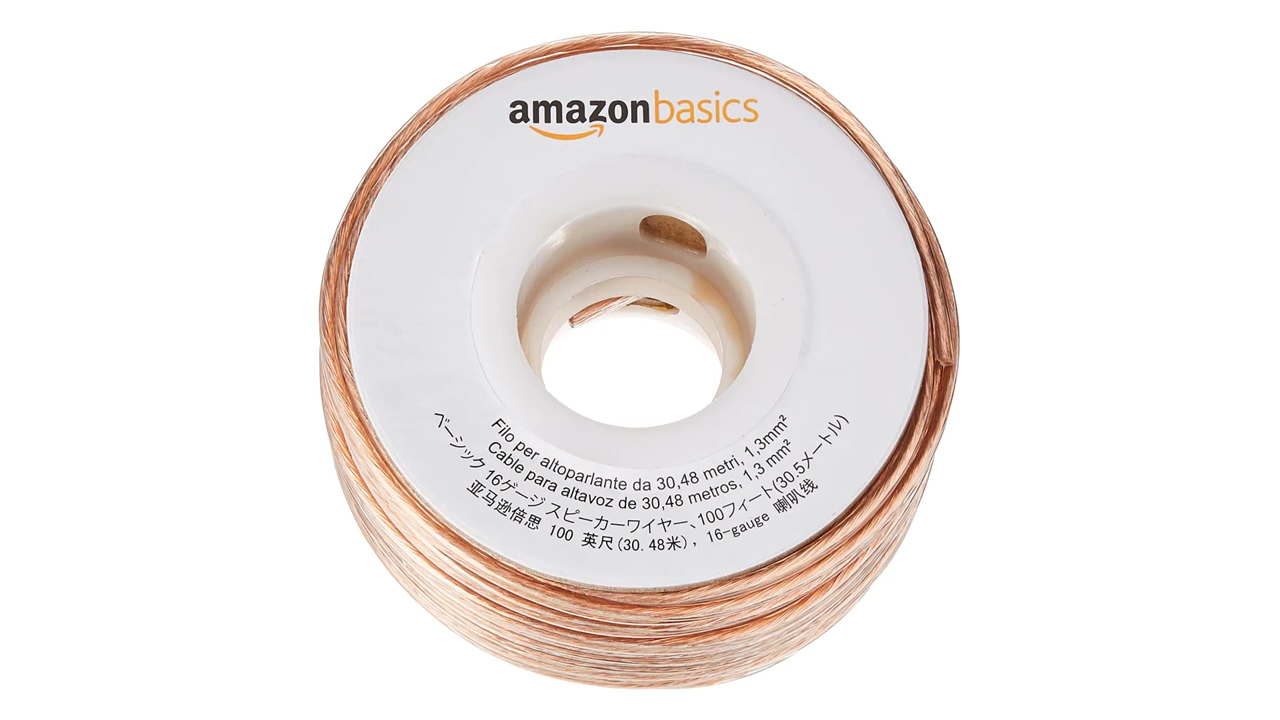 amazonbasics
Filo per altoparlante da 30,48 metri, 1,3mm²
Cable para altavoz de 30,48 metros, 1,3 mm²
ベーシック 16ゲージ スピーカーワイヤー、100フィート(30.5メートル)
亚马逊倍思 100 英尺(30.48米), 16-gauge 喇叭线